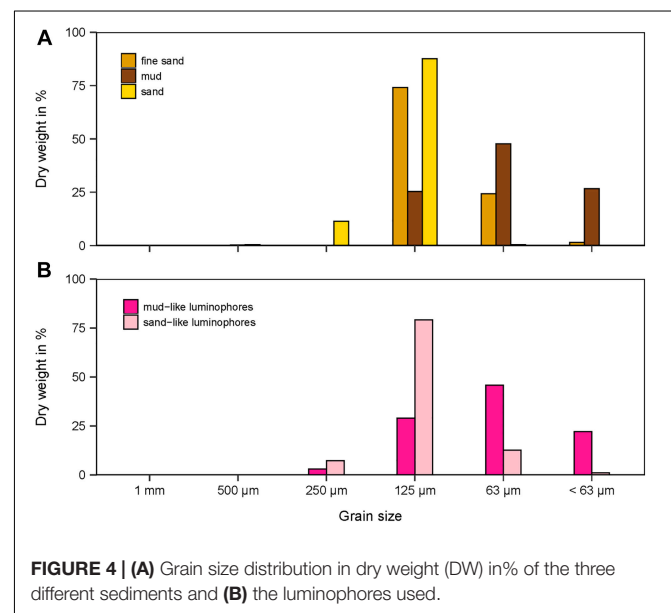 A
100
75
50
25
0
Dry weight in %
fine sand
mud
sand
B
100
75
50
25
0
Dry weight in %
mud−like luminophores
sand−like luminophores
1 mm 500 µm 250 µm 125 µm 63 µm < 63 µm
Grain size
FIGURE 4 | (A) Grain size distribution in dry weight (DW) in% of the three
different sediments and (B) the luminophores used.